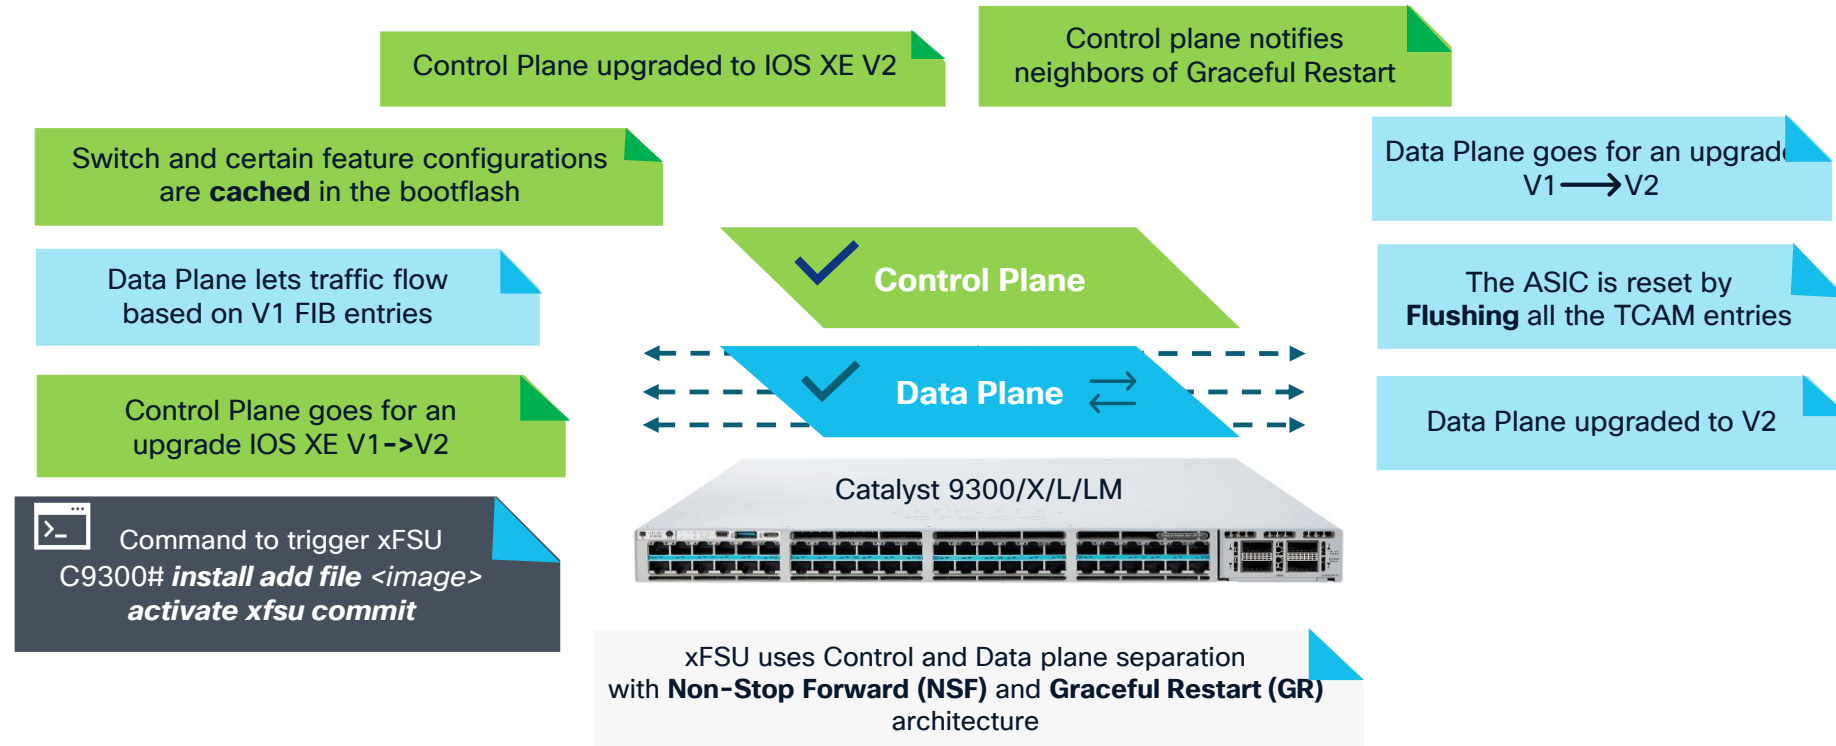 Control Plane upgraded to IOS XE V2
Control plane notifies
neighbors of Graceful Restart
Switch and certain feature configurations
are cached in the bootflash
Data Plane goes for an upgrade
V1⟶V2
Data Plane lets traffic flow
based on V1 FIB entries
Control Plane
The ASIC is reset by
Flushing all the TCAM entries
Data Plane
Control Plane goes for an
upgrade IOS XE V1->V2
Data Plane upgraded to V2
Catalyst 9300/X/L/LM
>_
Command to trigger xFSU
C9300# install add file <image>
activate xfsu commit
xFSU uses Control and Data plane separation
with Non-Stop Forward (NSF) and Graceful Restart (GR)
architecture